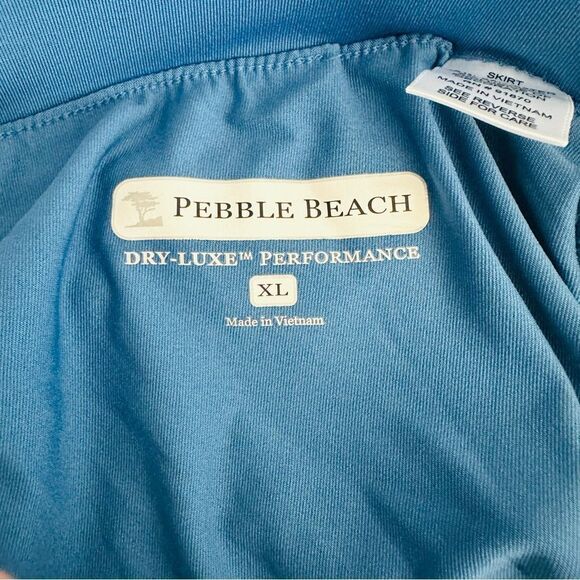 PEBBLE BEACH
DRY-LUXE™ PERFORMANCE
XL
Made in Vietnam
SKIRT
MADE IN VIETNAM
SEE REVERSE
SIDE FOR CARE